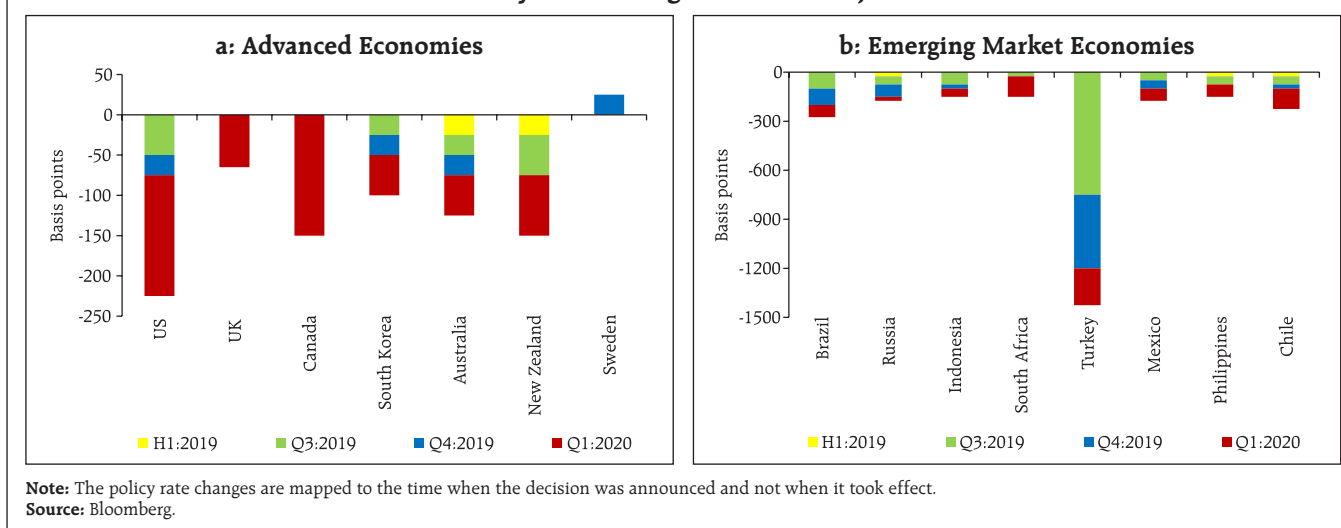 a: Advanced Economies
50
0
-50
-100
-150
-200
-250
Basis points
US
UK
Canada
South Korea
Australia
New Zealand
Sweden
H1:2019 Q3:2019 Q4:2019 Q1:2020
b: Emerging Market Economies
0
-300
-600
-900
-1200
-1500
Basis points
Brazil
Russia
Indonesia
South Africa
Turkey
Mexico
Philippines
Chile
H1:2019 Q3:2019 Q4:2019 Q1:2020
Note: The policy rate changes are mapped to the time when the decision was announced and not when it took effect.
Source: Bloomberg.